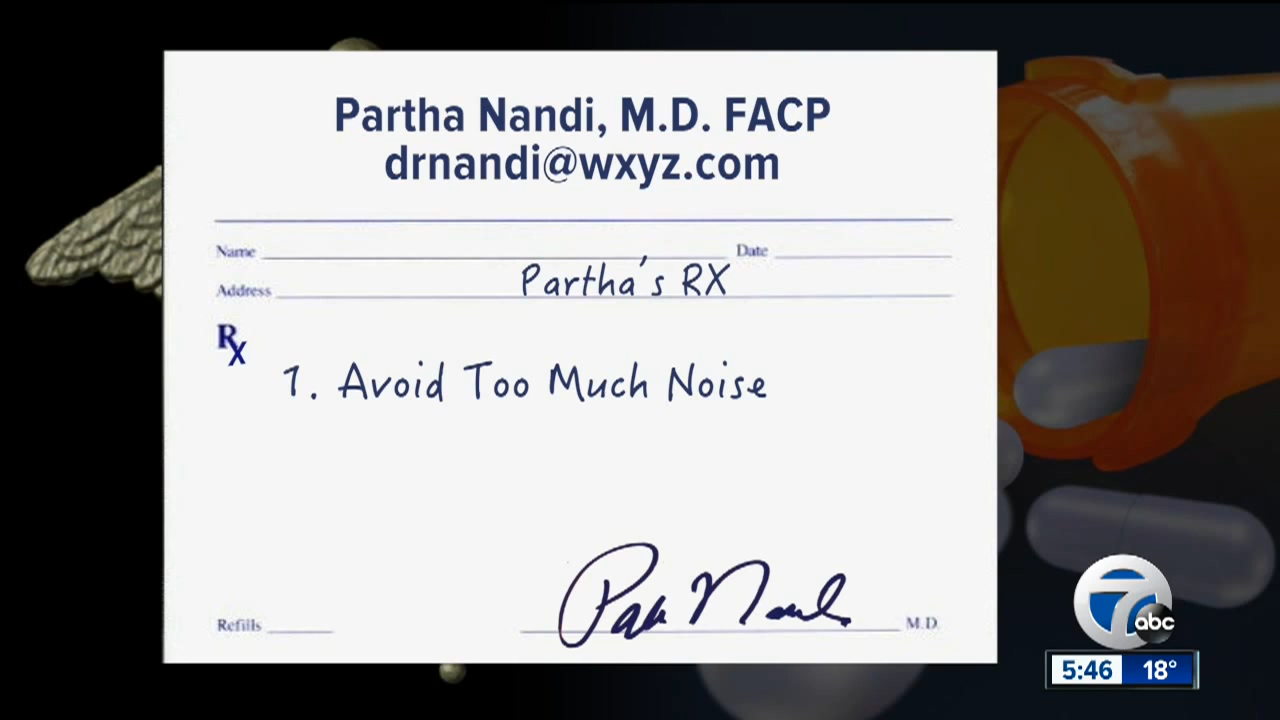 Partha Nandi, M.D. FACP
drnandi@wxyz.com
Name Date
Partha's RX
Address
Rx
1. Avoid Too Much Noise
Refills M.D.
7 abc
5:46 18°